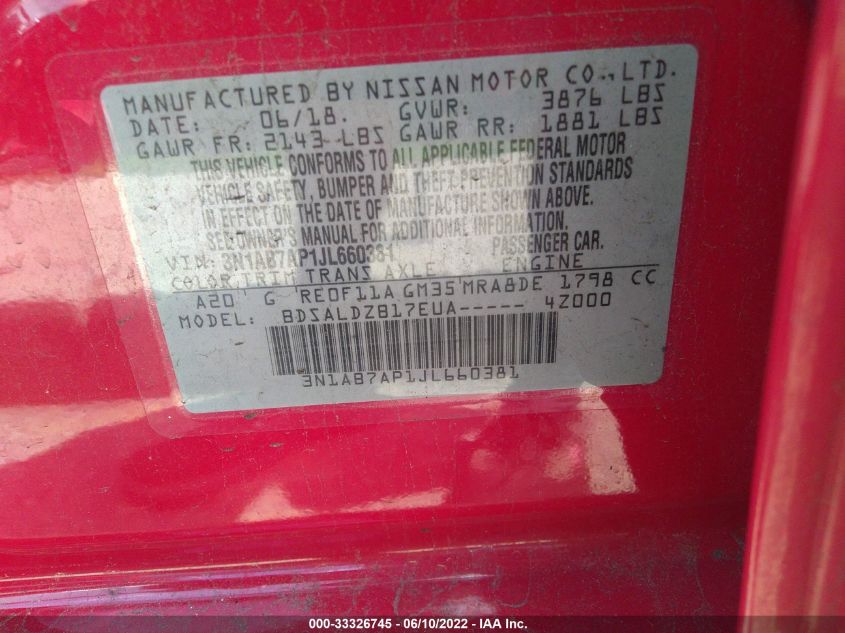 MANUFACTURED BY NISSAN MOTOR CO., LTD.
DATE: 06/18. GVWR: 3876 LBS
GAWR FR: 2143 LBS GAWR RR: 1881 LBS
THIS VEHICLE CONFORMS TO ALL APPLICABLE FEDERAL MOTOR
VEHICLE SAFETY, BUMPER AND THEFT PREVENTION STANDARDS
IN EFFECT ON THE DATE OF MANUFACTURE SHOWN ABOVE.
SEE OWNER'S MANUAL FOR ADDITIONAL INFORMATION.
VIN: 3N1AB7AP1JL660381 PASSENGER CAR.
COLOR TRIM TRANS AXLE ENGINE
A20 G RE0F11A GM35 MRA8DE 1798 CC
MODEL: BDSALDZB17EUA----- 4Z000
3N1AB7AP1JL660381
000-33326745 - 06/10/2022 - IAA Inc.